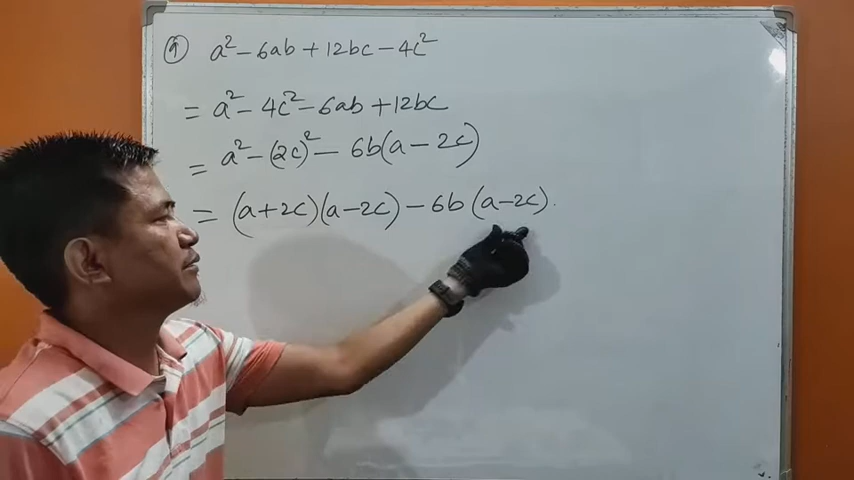 9 a² - 6ab + 12bc - 4c²
= a² - 4c² - 6ab + 12bc
= a² - (2c)² - 6b(a - 2c)
= (a+2c)(a-2c) - 6b(a-2c).